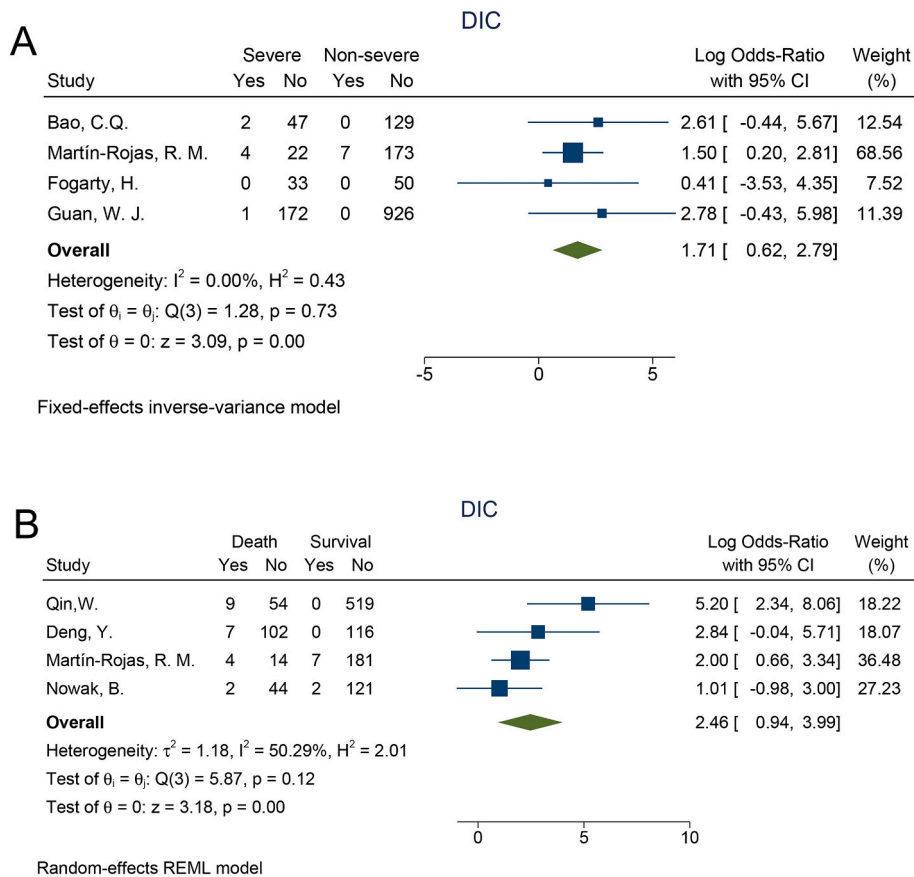 A
DIC
Severe Non-severe Log Odds-Ratio Weight
Study Yes No Yes No with 95% CI (%)
Bao, C.Q. 2 47 0 129 2.61 [ -0.44, 5.67] 12.54
Martín-Rojas, R. M. 4 22 7 173 1.50 [ 0.20, 2.81] 68.56
Fogarty, H. 0 33 0 50 0.41 [ -3.53, 4.35] 7.52
Guan, W. J. 1 172 0 926 2.78 [ -0.43, 5.98] 11.39
Overall 1.71 [ 0.62, 2.79]
Heterogeneity: I² = 0.00%, H² = 0.43
Test of θi = θj: Q(3) = 1.28, p = 0.73
Test of θ = 0: z = 3.09, p = 0.00
-5 0 5
Fixed-effects inverse-variance model
B
DIC
Death Survival Log Odds-Ratio Weight
Study Yes No Yes No with 95% CI (%)
Qin,W. 9 54 0 519 5.20 [ 2.34, 8.06] 18.22
Deng, Y. 7 102 0 116 2.84 [ -0.04, 5.71] 18.07
Martín-Rojas, R. M. 4 14 7 181 2.00 [ 0.66, 3.34] 36.48
Nowak, B. 2 44 2 121 1.01 [ -0.98, 3.00] 27.23
Overall 2.46 [ 0.94, 3.99]
Heterogeneity: τ² = 1.18, I² = 50.29%, H² = 2.01
Test of θi = θj: Q(3) = 5.87, p = 0.12
Test of θ = 0: z = 3.18, p = 0.00
0 5 10
Random-effects REML model